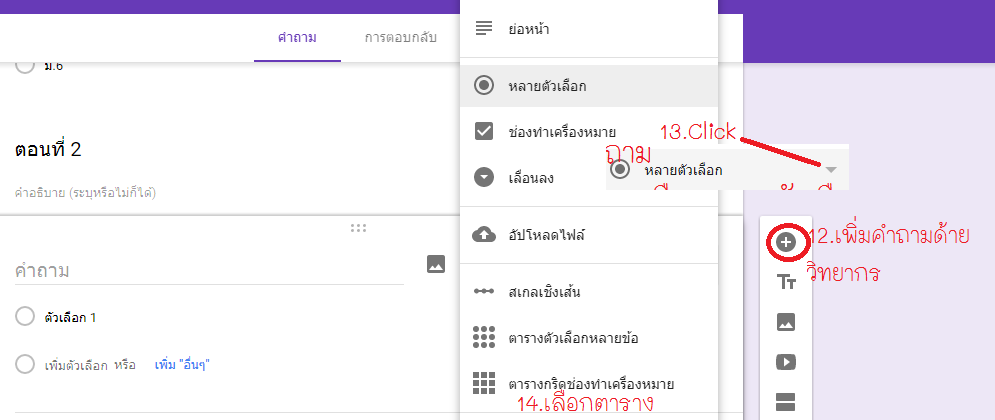 คำถาม การตอบกลับ
ย่อหน้า
ม.6
หลายตัวเลือก
ช่องทำเครื่องหมาย
13.Click
ถาม
ตอนที่ 2
หลายตัวเลือก
เลื่อนลง
คำอธิบาย (ระบุหรือไม่ก็ได้)
อัปโหลดไฟล์
12.เพิ่มคำถามด้าย
วิทยากร
คำถาม
สเกลเชิงเส้น
ตัวเลือก 1
ตารางตัวเลือกหลายข้อ
เพิ่มตัวเลือก หรือ เพิ่ม "อื่นๆ"
ตารางกริดช่องทำเครื่องหมาย
14.เลือกตาราง